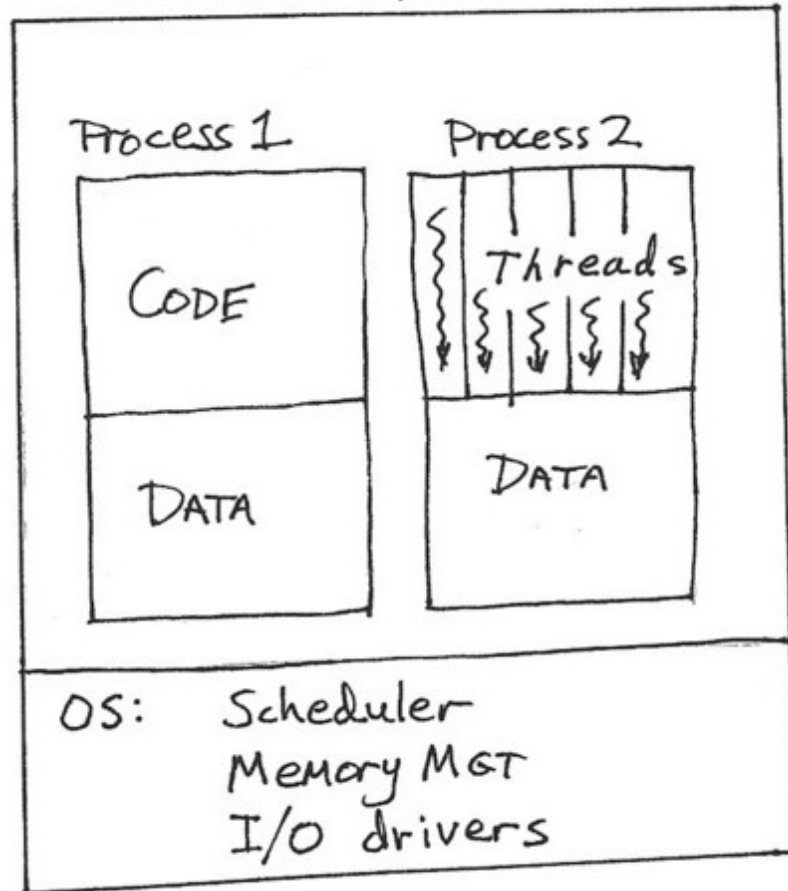 Process 1
Process 2
CODE
Threads
DATA
DATA
OS: Scheduler
Memory MGT
I/O drivers